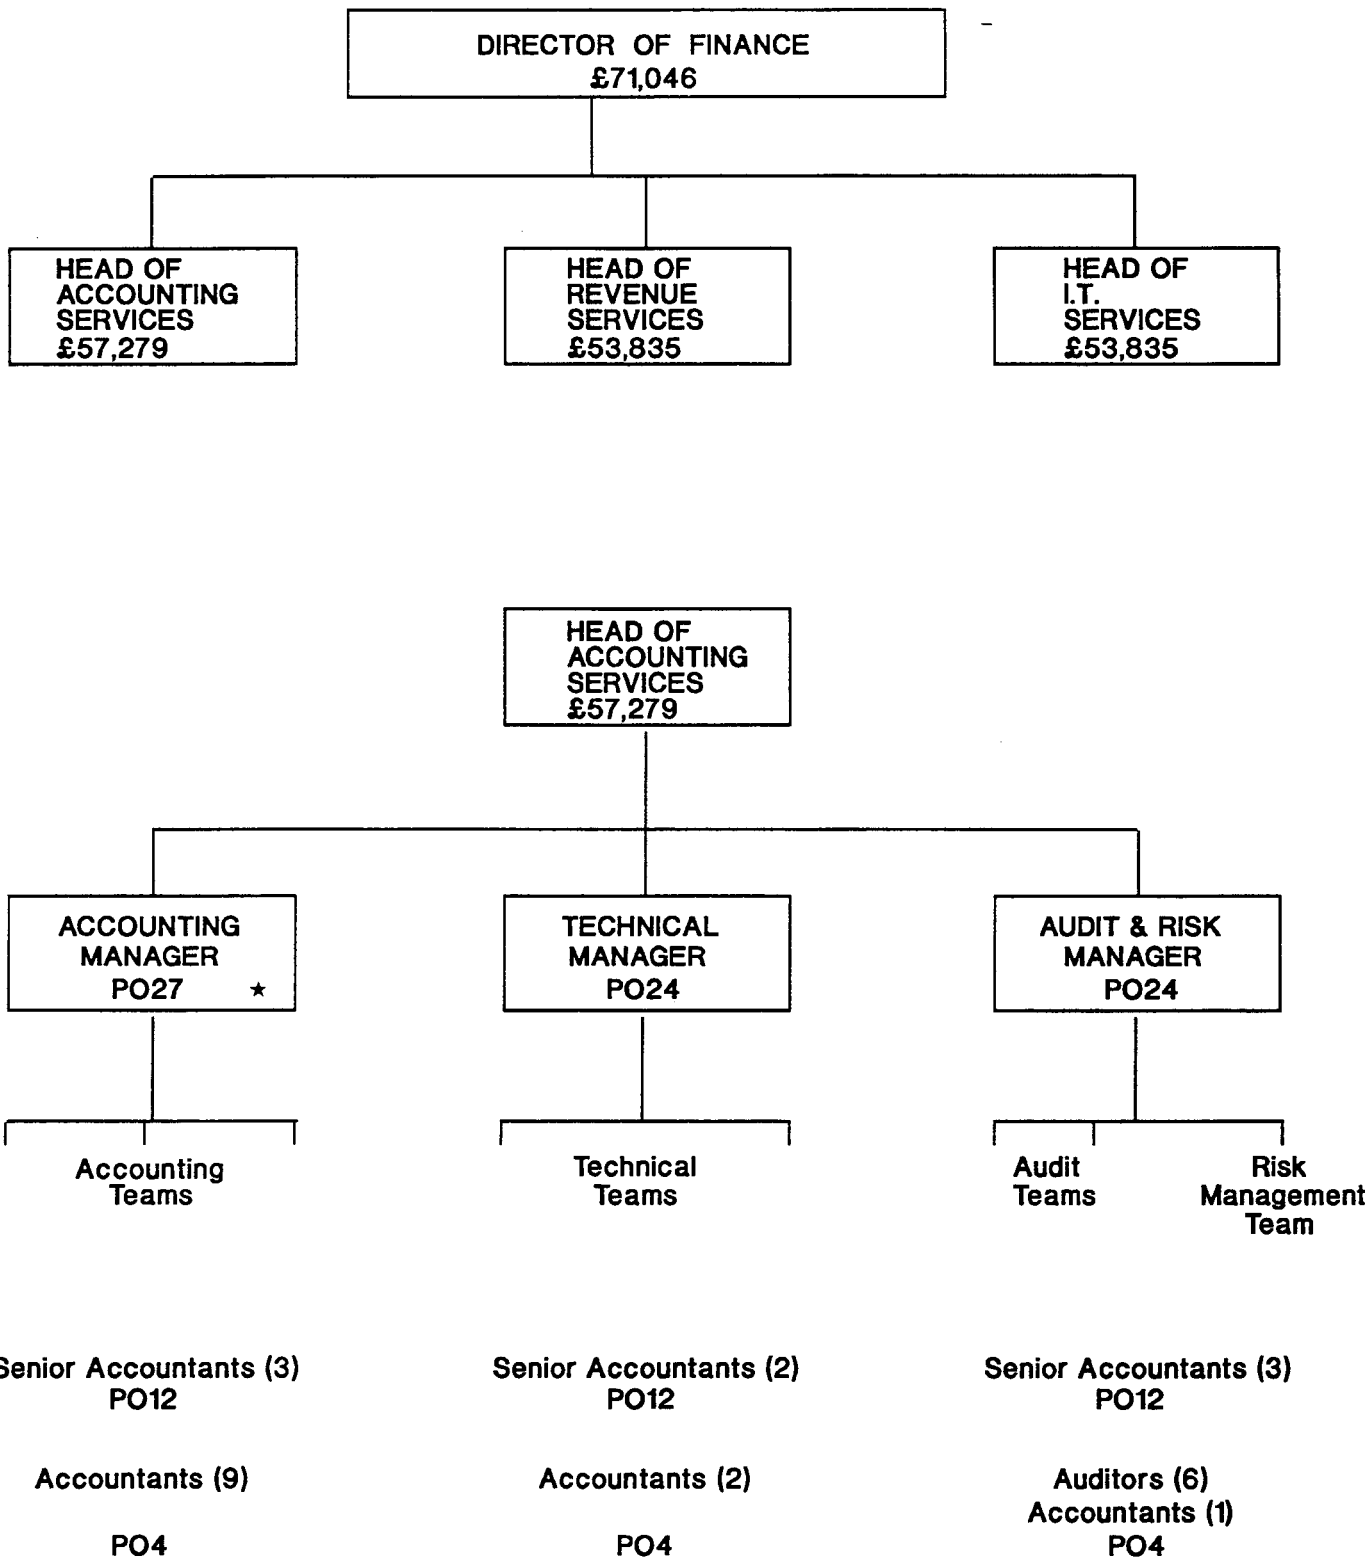 DIRECTOR OF FINANCE
£71,046
HEAD OF
ACCOUNTING
SERVICES
£57,279
HEAD OF
REVENUE
SERVICES
£53,835
HEAD OF
I.T.
SERVICES
£53,835
HEAD OF
ACCOUNTING
SERVICES
£57,279
ACCOUNTING
MANAGER
PO27 ★
TECHNICAL
MANAGER
PO24
AUDIT & RISK
MANAGER
PO24
Accounting
Teams
Technical
Teams
Audit
Teams
Risk
Management
Team
Senior Accountants (3)
PO12
Senior Accountants (2)
PO12
Senior Accountants (3)
PO12
Accountants (9)
PO4
Accountants (2)
PO4
Auditors (6)
Accountants (1)
PO4